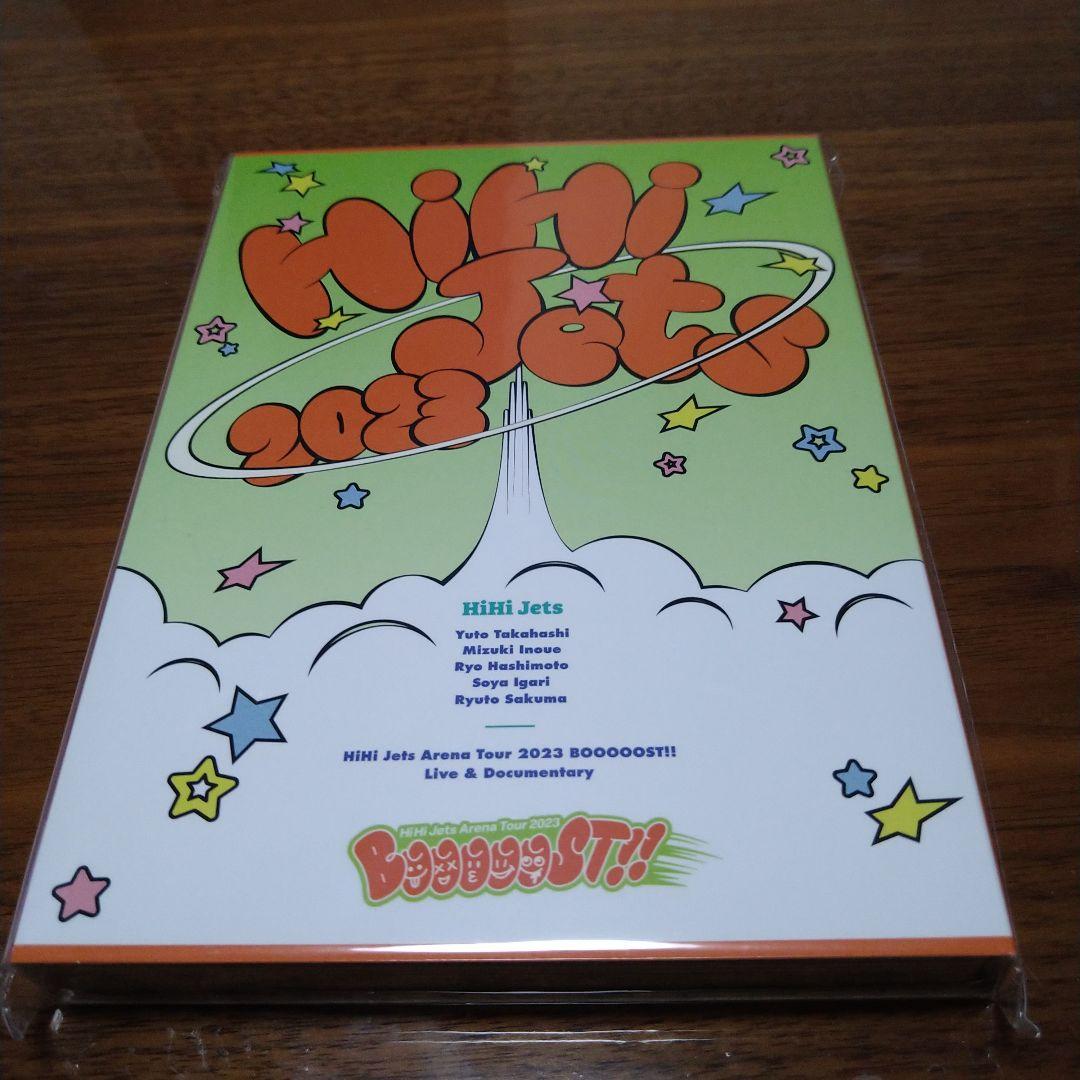 HiHi
Jets
2023
HiHi Jets
Yuto Takahashi
Mizuki Inoue
Ryo Hashimoto
Soya Igari
Ryuto Sakuma
HiHi Jets Arena Tour 2023 BOOOOOST!!
Live & Documentary
HiHi Jets Arena Tour 2023
BOOOOOST!!